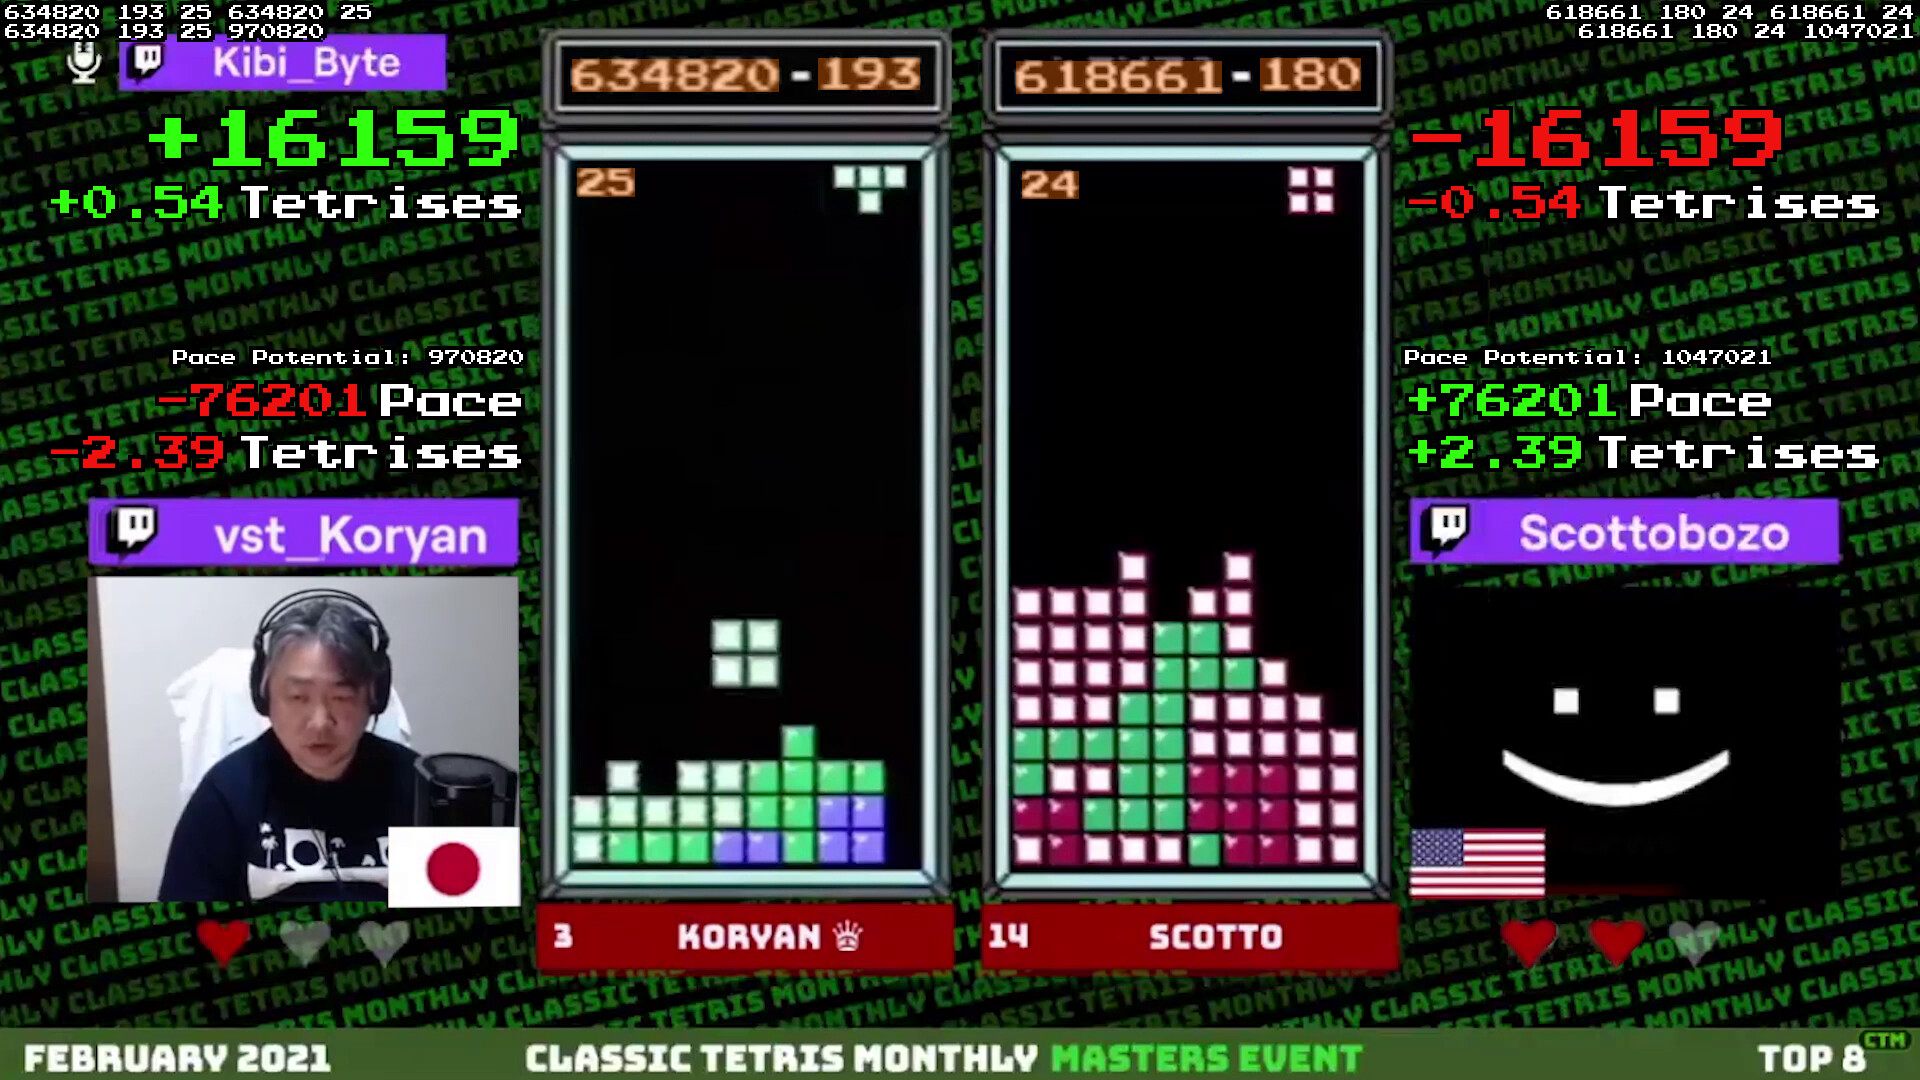 634820 193 25 634820 25
634820 193 25 970820
618661 180 24 618661 24
618661 180 24 1047021
Kibi_Byte
+16159
+0.54 Tetrises
Pace Potential: 970820
-76201 Pace
-2.39 Tetrises
vst_Koryan
634820 - 193
25
3 KORYAN
618661 - 180
24
14 SCOTTO
-16159
-0.54 Tetrises
Pace Potential: 1047021
+76201 Pace
+2.39 Tetrises
Scottobozo
FEBRUARY 2021
CLASSIC TETRIS MONTHLY MASTERS EVENT
TOP 8
CTM
CLASSIC TETRIS MONTHLY